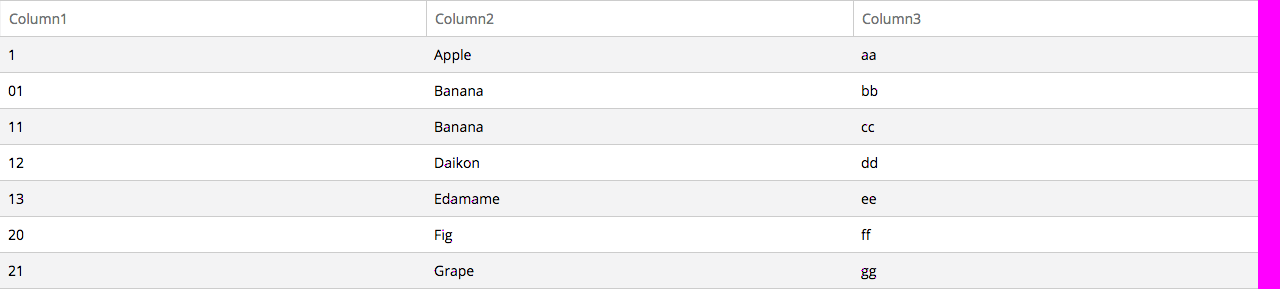 Column1 Column2 Column3
1 Apple aa
01 Banana bb
11 Banana cc
12 Daikon dd
13 Edamame ee
20 Fig ff
21 Grape gg